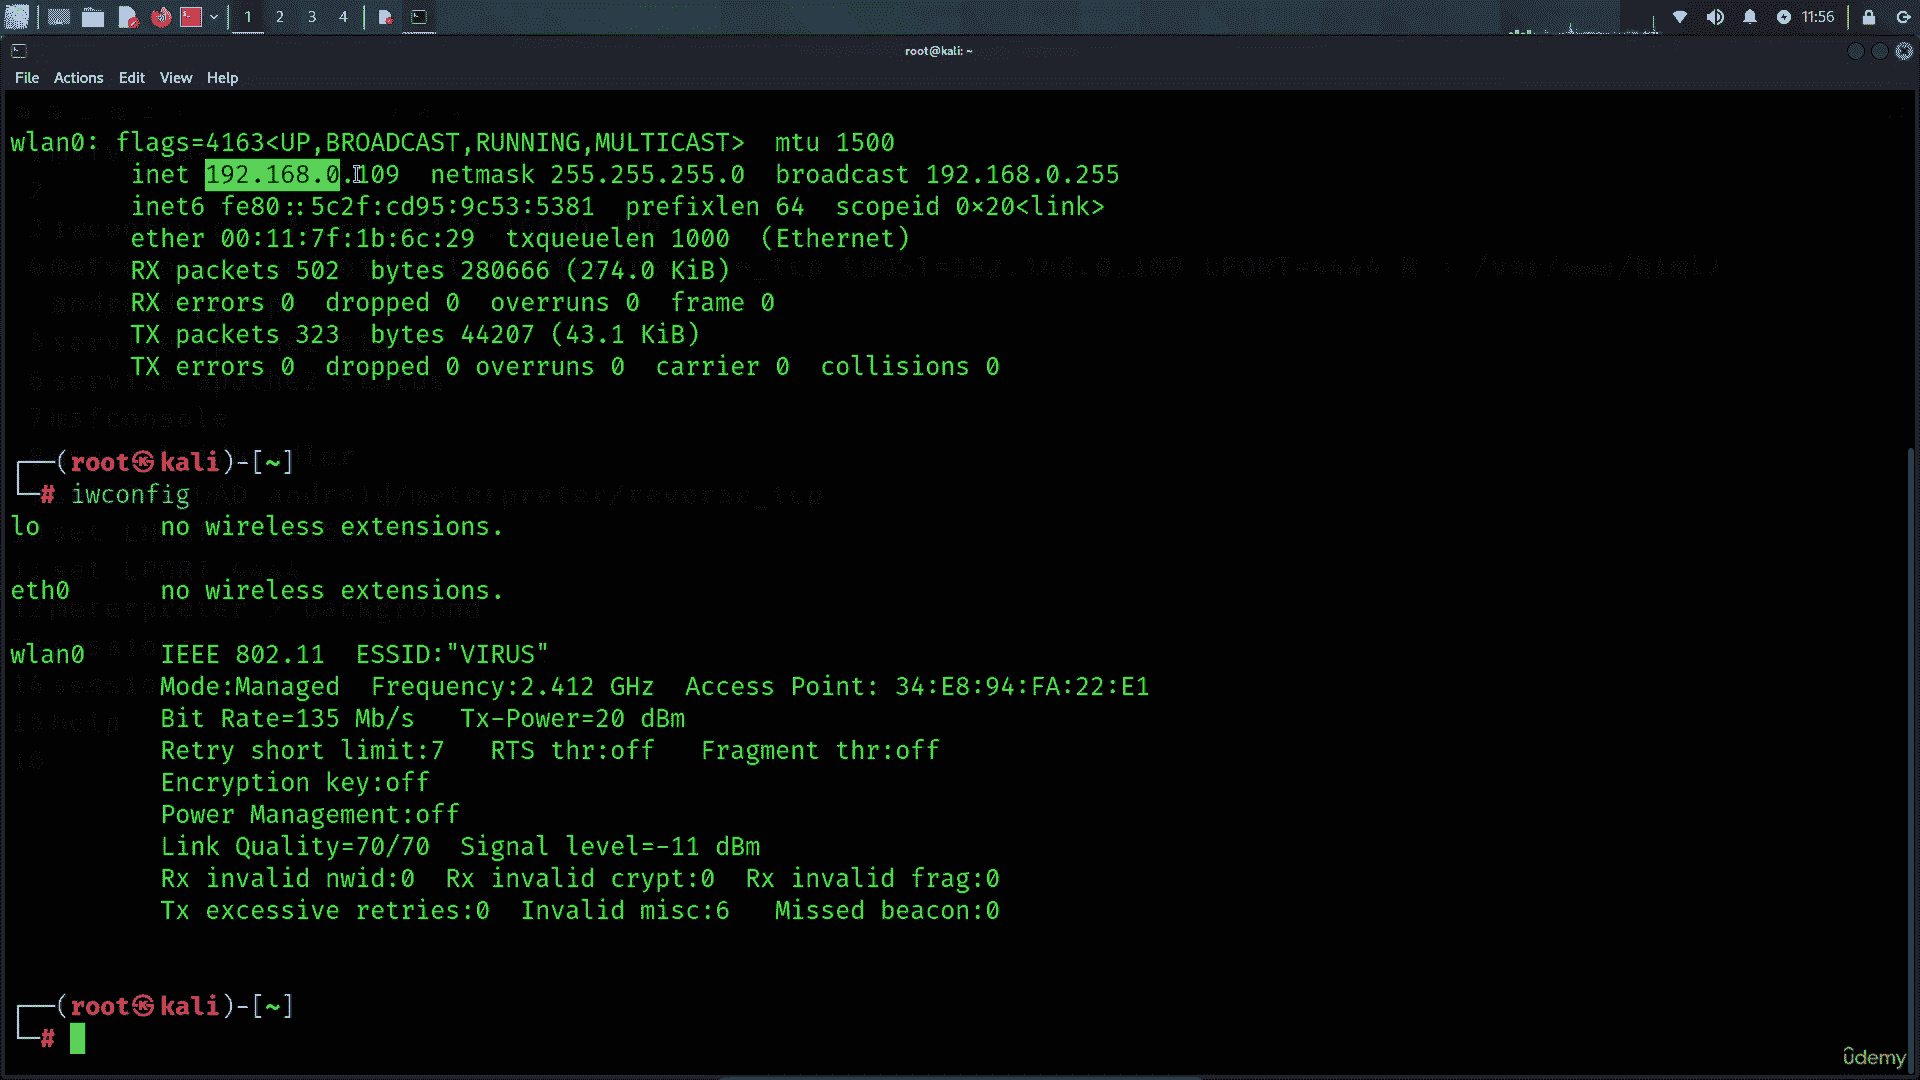 1 2 3 4 11:56
root@kali: ~
File Actions Edit View Help
wlan0: flags=4163<UP,BROADCAST,RUNNING,MULTICAST> mtu 1500
inet 192.168.0.109 netmask 255.255.255.0 broadcast 192.168.0.255
inet6 fe80::5c2f:cd95:9c53:5381 prefixlen 64 scopeid 0×20<link>
ether 00:11:7f:1b:6c:29 txqueuelen 1000 (Ethernet)
RX packets 502 bytes 280666 (274.0 KiB)
RX errors 0 dropped 0 overruns 0 frame 0
TX packets 323 bytes 44207 (43.1 KiB)
TX errors 0 dropped 0 overruns 0 carrier 0 collisions 0
(root㉿kali)-[~]
# iwconfig
lo no wireless extensions.
eth0 no wireless extensions.
wlan0 IEEE 802.11 ESSID:"VIRUS"
Mode:Managed Frequency:2.412 GHz Access Point: 34:E8:94:FA:22:E1
Bit Rate=135 Mb/s Tx-Power=20 dBm
Retry short limit:7 RTS thr:off Fragment thr:off
Encryption key:off
Power Management:off
Link Quality=70/70 Signal level=-11 dBm
Rx invalid nwid:0 Rx invalid crypt:0 Rx invalid frag:0
Tx excessive retries:0 Invalid misc:6 Missed beacon:0
(root㉿kali)-[~]
#
ûdemy